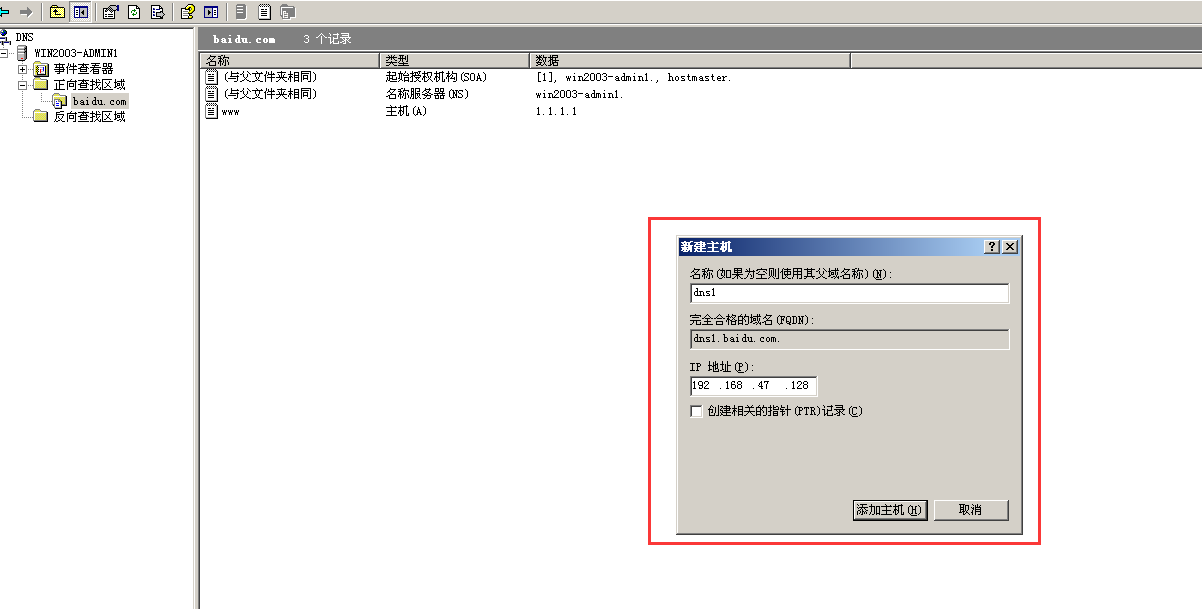 DNS
WIN2003-ADMIN1
事件查看器
正向查找区域
baidu.com
反向查找区域
baidu.com 3 个记录
名称 类型 数据
(与父文件夹相同) 起始授权机构(SOA) [1], win2003-admin1., hostmaster.
(与父文件夹相同) 名称服务器(NS) win2003-admin1.
www 主机(A) 1.1.1.1
新建主机
名称(如果为空则使用其父域名称)(N):
dns1
完全合格的域名(FQDN):
dns1.baidu.com.
IP 地址(P):
192 .168 .47 .128
创建相关的指针(PTR)记录(C)
添加主机(H) 取消